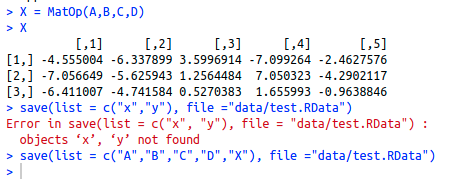 > X = MatOp(A,B,C,D)
> X
          [,1]      [,2]      [,3]      [,4]       [,5]
[1,] -4.555004 -6.337899 3.5996914 -7.099264 -2.4627576
[2,] -7.056649 -5.625943 1.2564484  7.050323 -4.2902117
[3,] -6.411007 -4.741584 0.5270383  1.655993 -0.9638846
> save(list = c("x","y"), file ="data/test.RData")
Error in save(list = c("x", "y"), file = "data/test.RData") :
  objects ‘x’, ‘y’ not found
> save(list = c("A","B","C","D","X"), file ="data/test.RData")
>